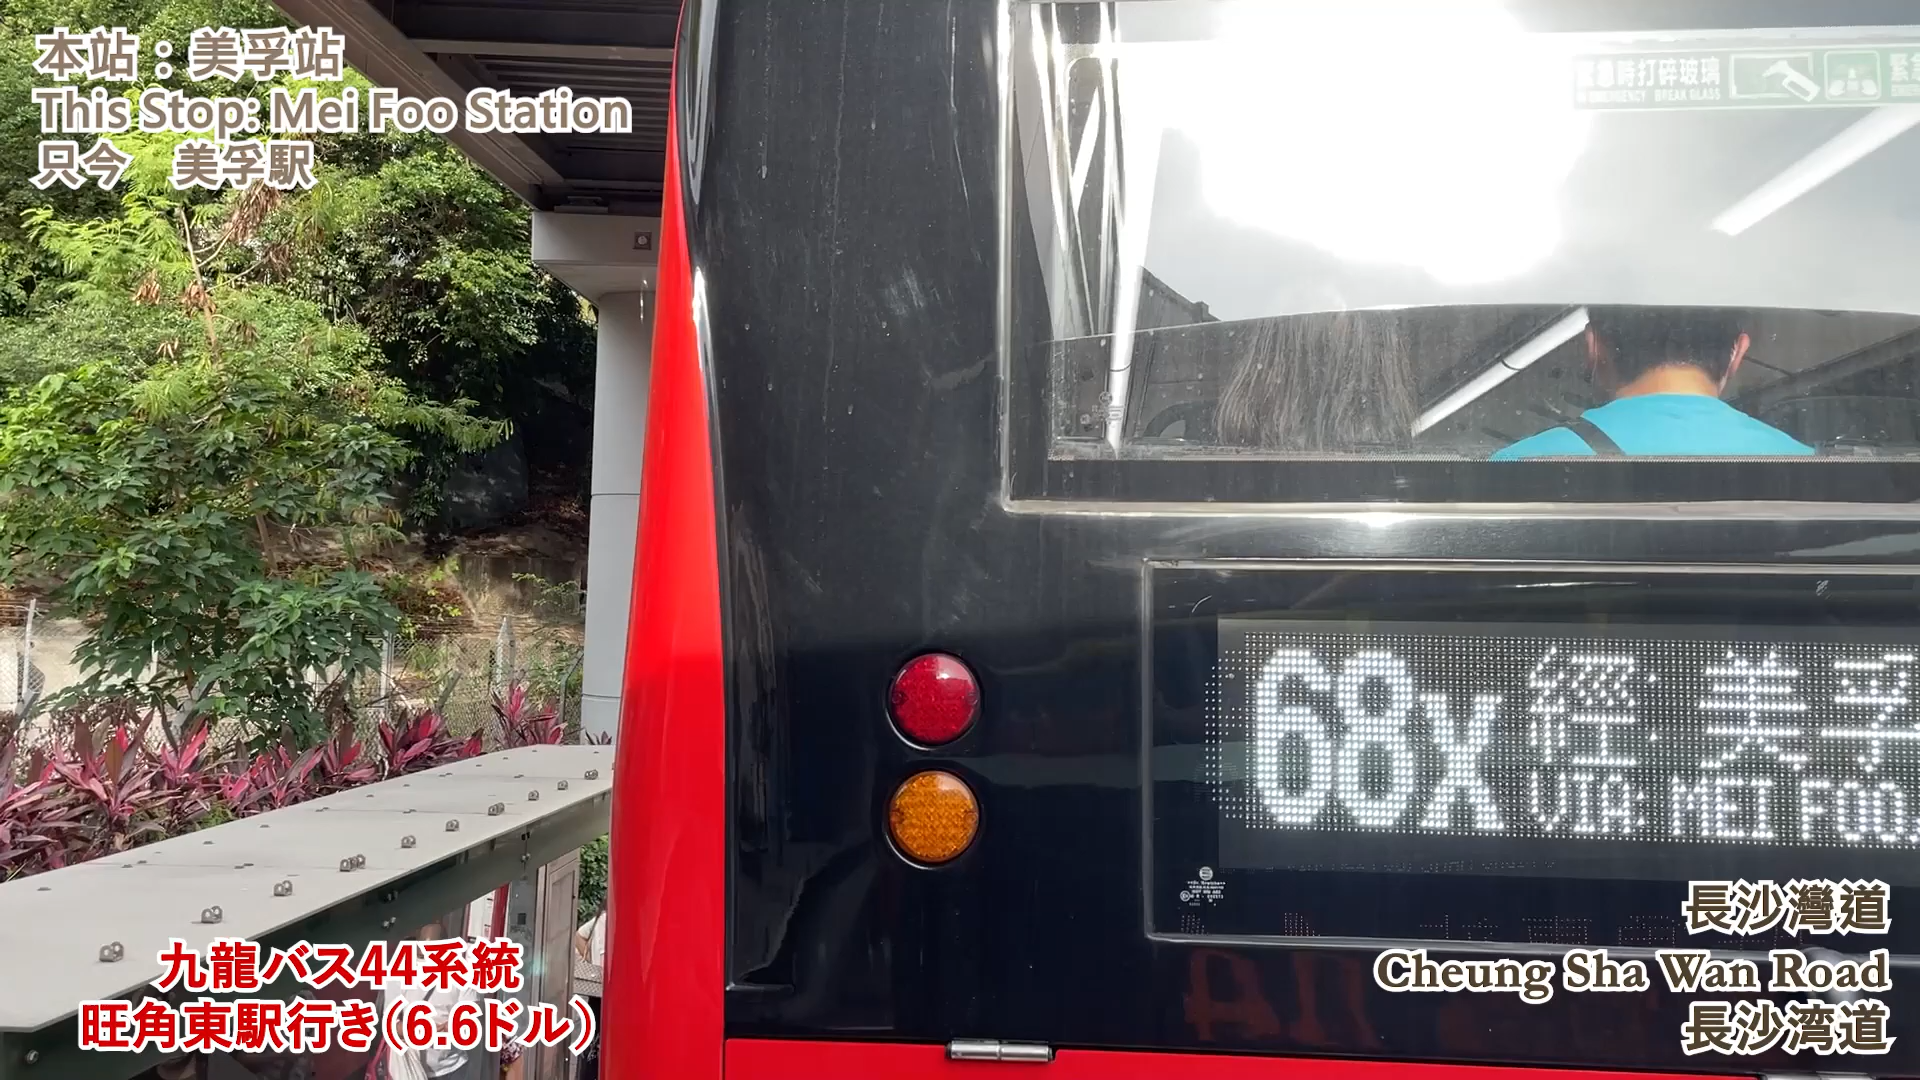 本站：美孚站
This Stop: Mei Foo Station
只今　美孚駅
緊急時打碎玻璃
EMERGENCY BREAK GLASS
68X 經: 美孚
VIA: MEI FOO
九龍バス44系統
旺角東駅行き（6.6ドル）
長沙灣道
Cheung Sha Wan Road
長沙湾道